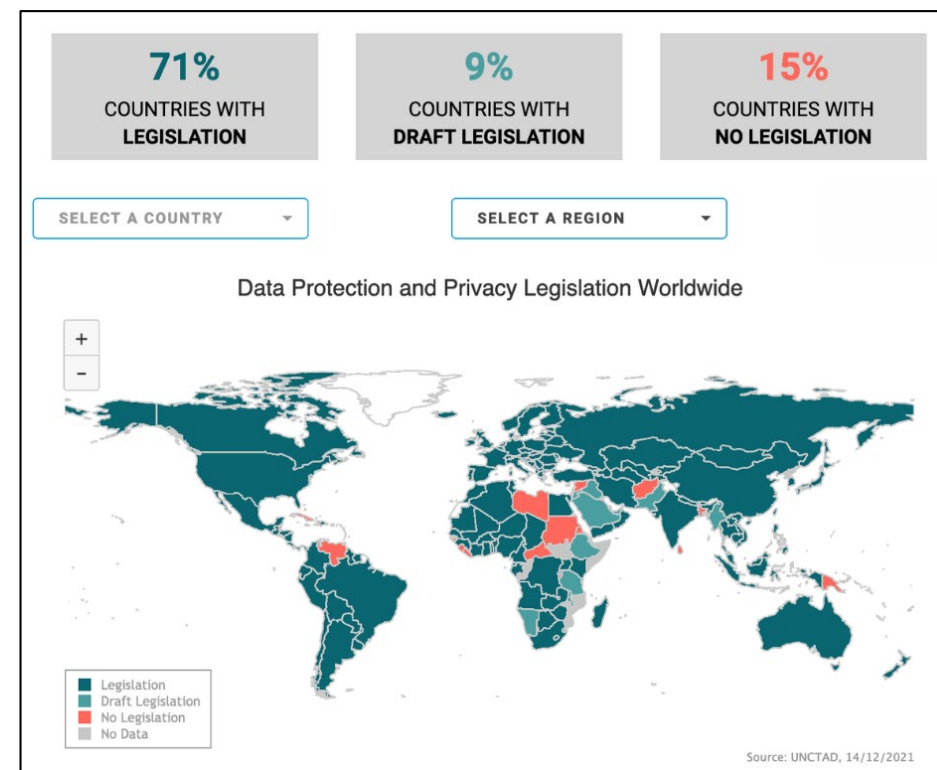 71%
COUNTRIES WITH
LEGISLATION
9%
COUNTRIES WITH
DRAFT LEGISLATION
15%
COUNTRIES WITH
NO LEGISLATION
SELECT A COUNTRY
SELECT A REGION
Data Protection and Privacy Legislation Worldwide
+
−
Legislation
Draft Legislation
No Legislation
No Data
Source: UNCTAD, 14/12/2021